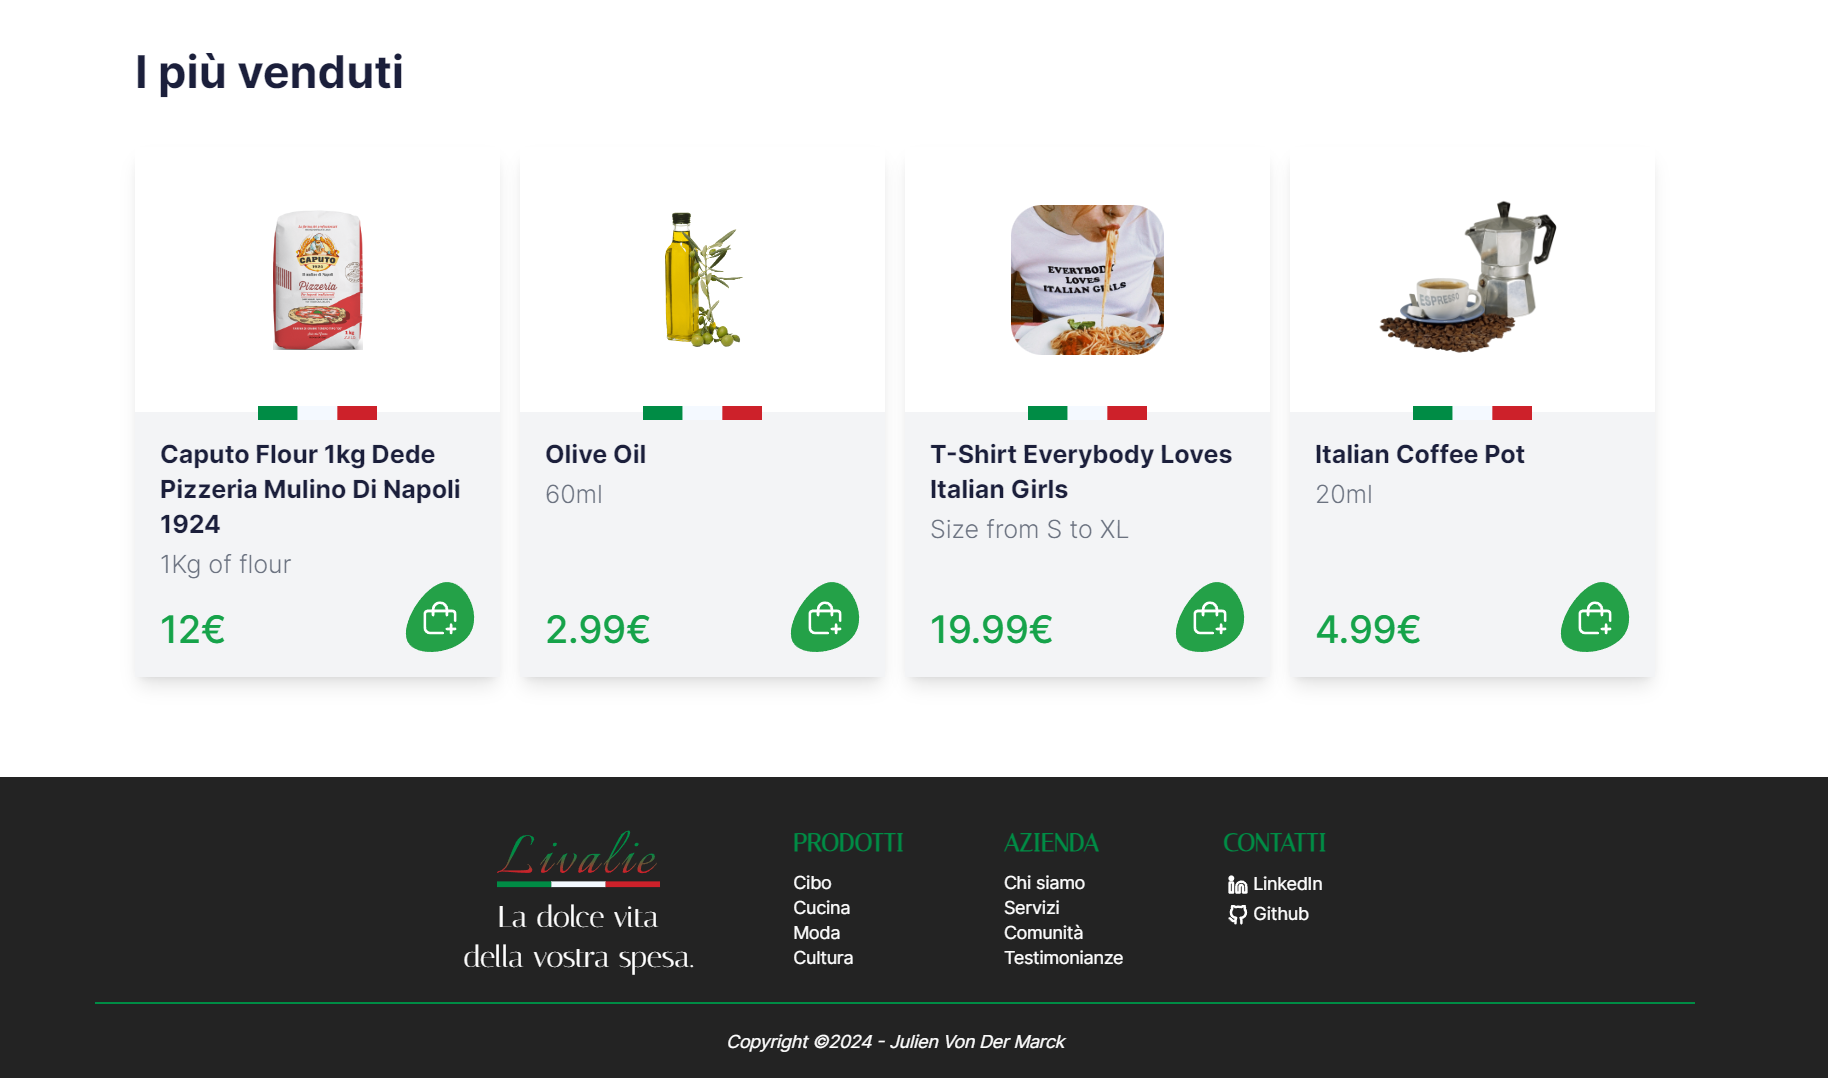 I più venduti
CAPUTO
Pizzeria
EVERYBODY
LOVES
ITALIAN GIRLS
ESPRESSO
Caputo Flour 1kg Dede
Pizzeria Mulino Di Napoli
1924
1Kg of flour
12€
Olive Oil
60ml
2.99€
T-Shirt Everybody Loves
Italian Girls
Size from S to XL
19.99€
Italian Coffee Pot
20ml
4.99€
Livalie
La dolce vita
della vostra spesa.
PRODOTTI
Cibo
Cucina
Moda
Cultura
AZIENDA
Chi siamo
Servizi
Comunità
Testimonianze
CONTATTI
LinkedIn
Github
Copyright ©2024 - Julien Von Der Marck